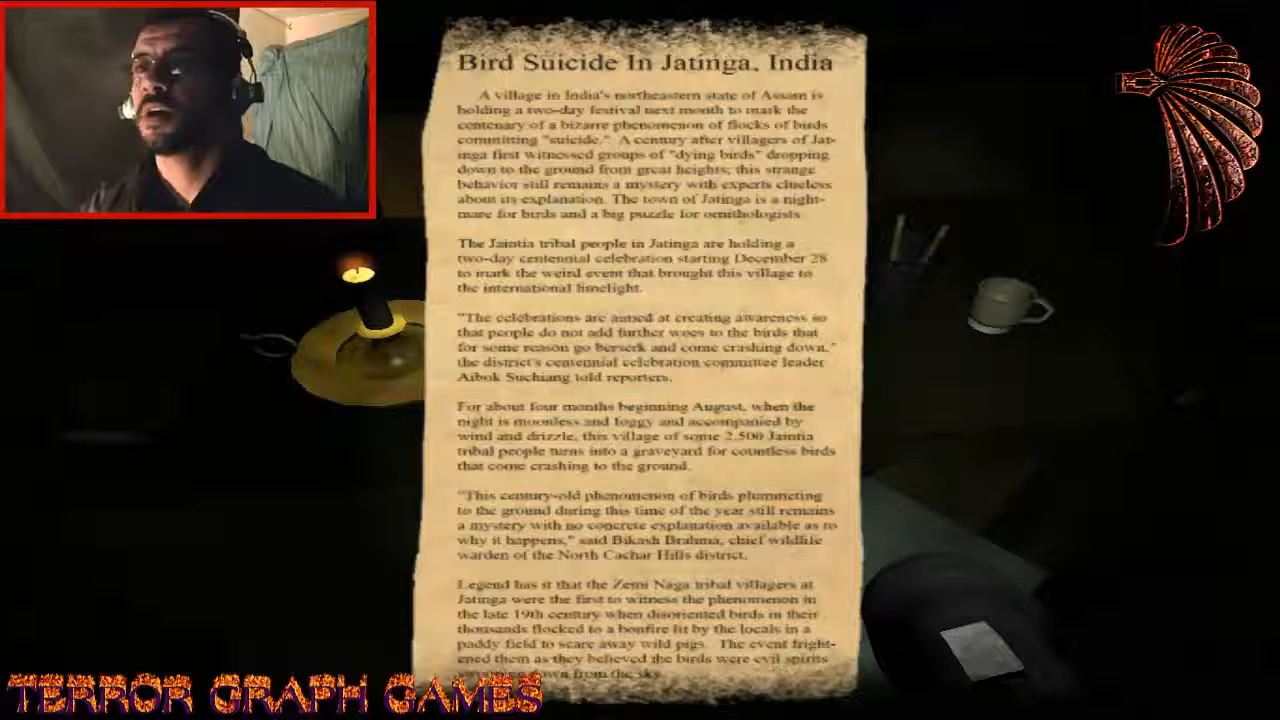 Bird Suicide In Jatinga, India
A village in India's northeastern state of Assam is
holding a two-day festival next month to mark the
centenary of a bizarre phenomenon of flocks of birds
committing "suicide." A century after villagers of Jat-
inga first witnessed groups of "dying birds" dropping
down to the ground from great heights; this strange
behavior still remains a mystery with experts clueless
about its explanation. The town of Jatinga is a night-
mare for birds and a big puzzle for ornithologists
The Jaintia tribal people in Jatinga are holding a
two-day centennial celebration starting December 28
to mark the weird event that brought this village to
the international limelight.
"The celebrations are aimed at creating awareness so
that people do not add further woes to the birds that
for some reason go berserk and come crashing down,"
the district's centennial celebration committee leader
Aibok Suchiang told reporters.
For about four months beginning August, when the
night is moonless and foggy and accompanied by
wind and drizzle, this village of some 2,500 Jaintia
tribal people turns into a graveyard for countless birds
that come crashing to the ground.
"This century-old phenomenon of birds plummeting
to the ground during this time of the year still remains
a mystery with no concrete explanation available as to
why it happens," said Bikash Brahma, chief wildlife
warden of the North Cachar Hills district.
Legend has it that the Zemi Naga tribal villagers at
Jatinga were the first to witness the phenomenon in
the late 19th century when disoriented birds in their
thousands flocked to a bonfire lit by the locals in a
paddy field to scare away wild pigs. The event fright-
ened them as they believed the birds were evil spirits
down from the sky
TERROR GRAPH GAMES